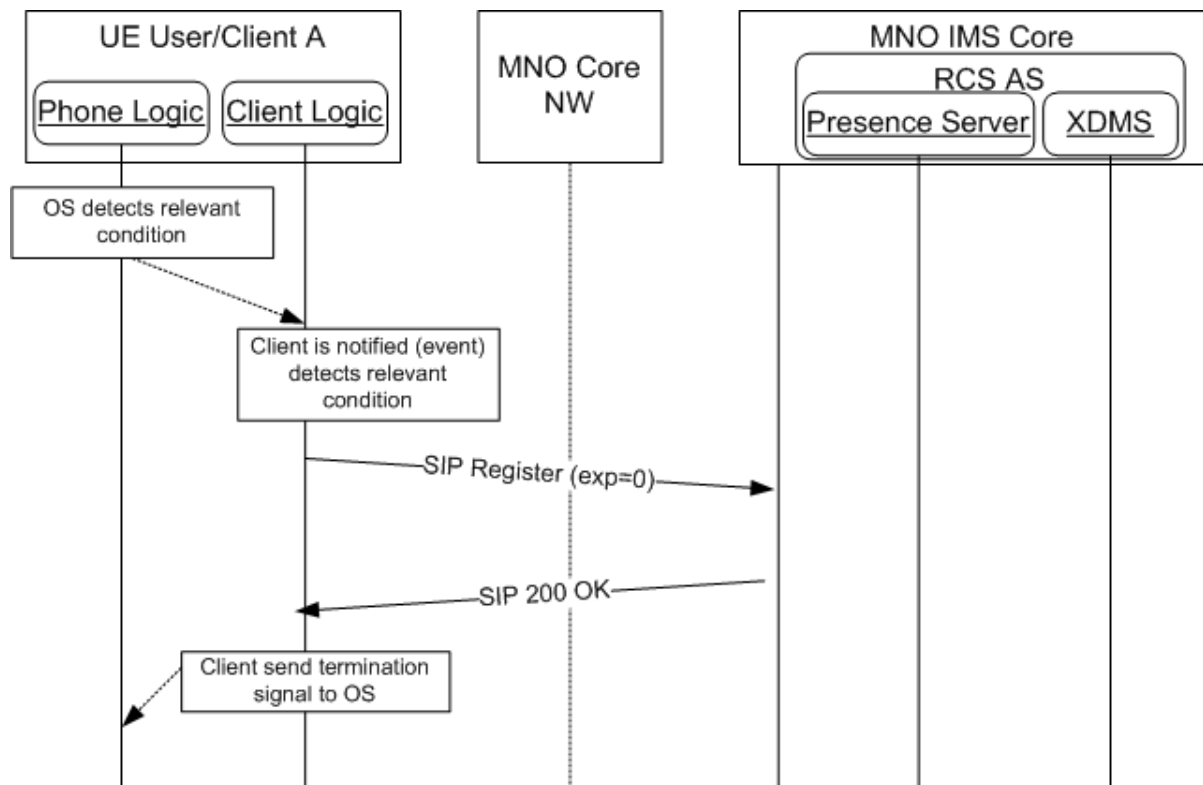 UE User/Client A
Phone Logic
Client Logic
MNO Core
NW
MNO IMS Core
RCS AS
Presence Server
XDMS
OS detects relevant
condition
Client is notified (event)
detects relevant
condition
SIP Register (exp=0)
SIP 200 OK
Client send termination
signal to OS